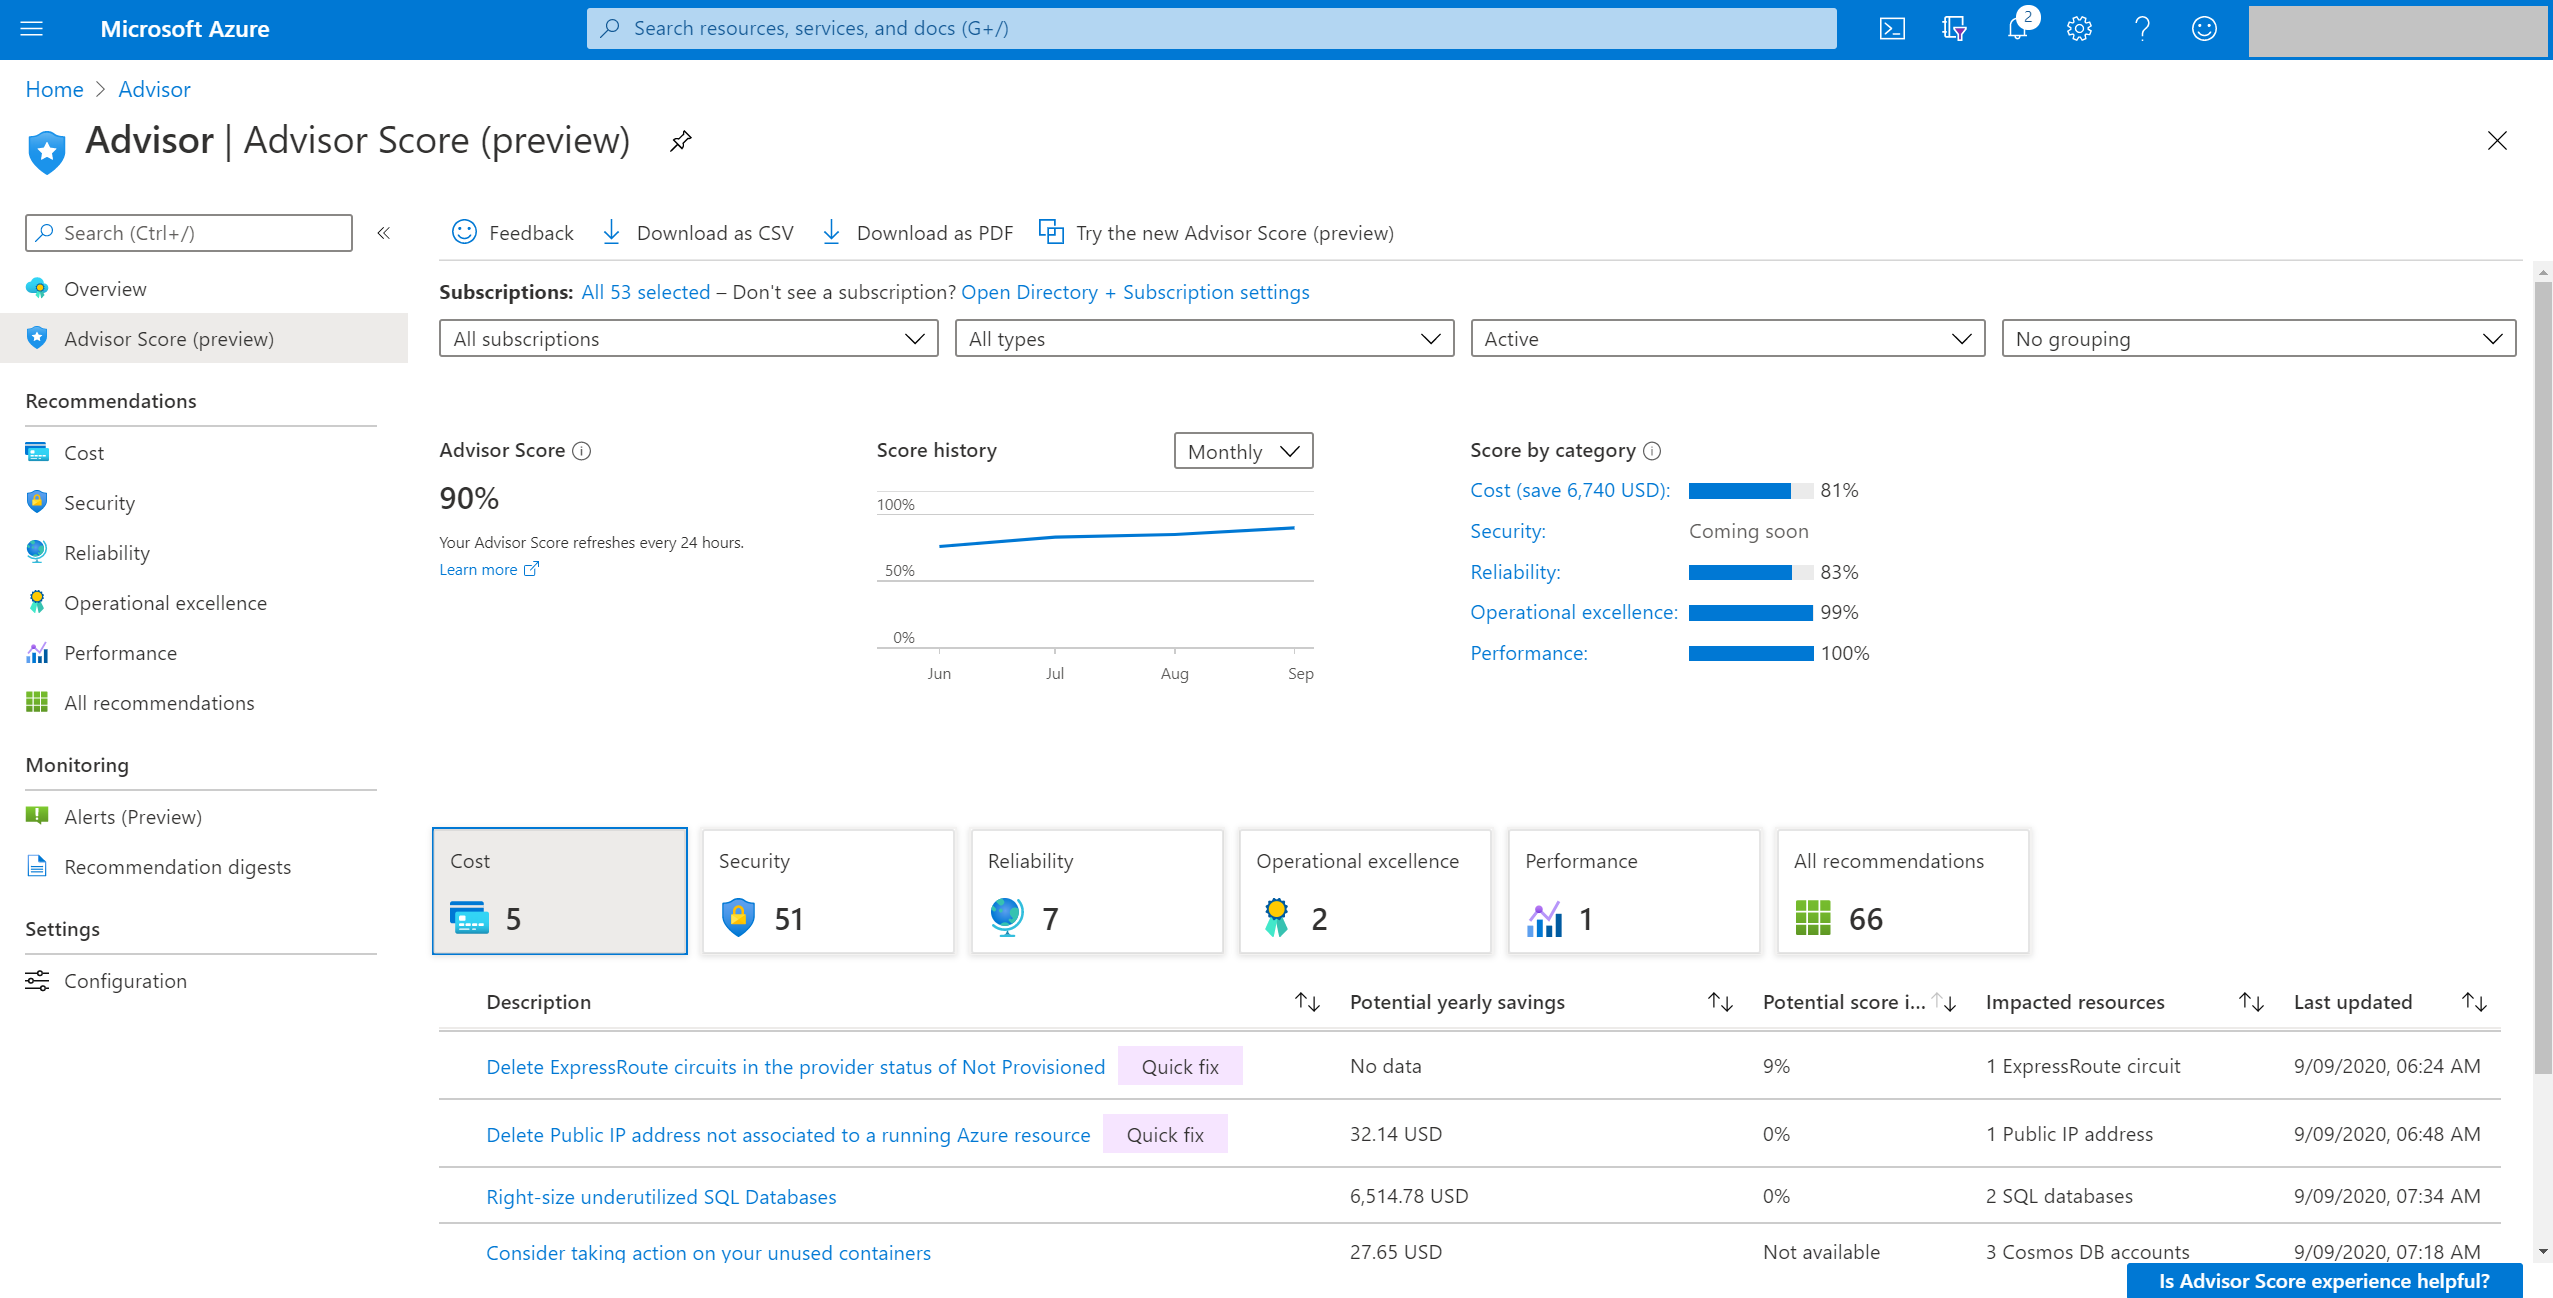 Microsoft Azure
Search resources, services, and docs (G+/)
2
Home > Advisor
Advisor | Advisor Score (preview)
Search (Ctrl+/)
«
Overview
Advisor Score (preview)
Recommendations
Cost
Security
Reliability
Operational excellence
Performance
All recommendations
Monitoring
Alerts (Preview)
Recommendation digests
Settings
Configuration
Feedback
Download as CSV
Download as PDF
Try the new Advisor Score (preview)
Subscriptions: All 53 selected – Don't see a subscription? Open Directory + Subscription settings
All subscriptions
All types
Active
No grouping
Advisor Score
90%
Your Advisor Score refreshes every 24 hours.
Learn more
Score history
Monthly
100%
50%
0%
Jun Jul Aug Sep
Score by category
Cost (save 6,740 USD): 81%
Security: Coming soon
Reliability: 83%
Operational excellence: 99%
Performance: 100%
Cost
5
Security
51
Reliability
7
Operational excellence
2
Performance
1
All recommendations
66
Description Potential yearly savings Potential score i... Impacted resources Last updated
Delete ExpressRoute circuits in the provider status of Not Provisioned Quick fix No data 9% 1 ExpressRoute circuit 9/09/2020, 06:24 AM
Delete Public IP address not associated to a running Azure resource Quick fix 32.14 USD 0% 1 Public IP address 9/09/2020, 06:48 AM
Right-size underutilized SQL Databases 6,514.78 USD 0% 2 SQL databases 9/09/2020, 07:34 AM
Consider taking action on your unused containers 27.65 USD Not available 3 Cosmos DB accounts 9/09/2020, 07:18 AM
Is Advisor Score experience helpful?